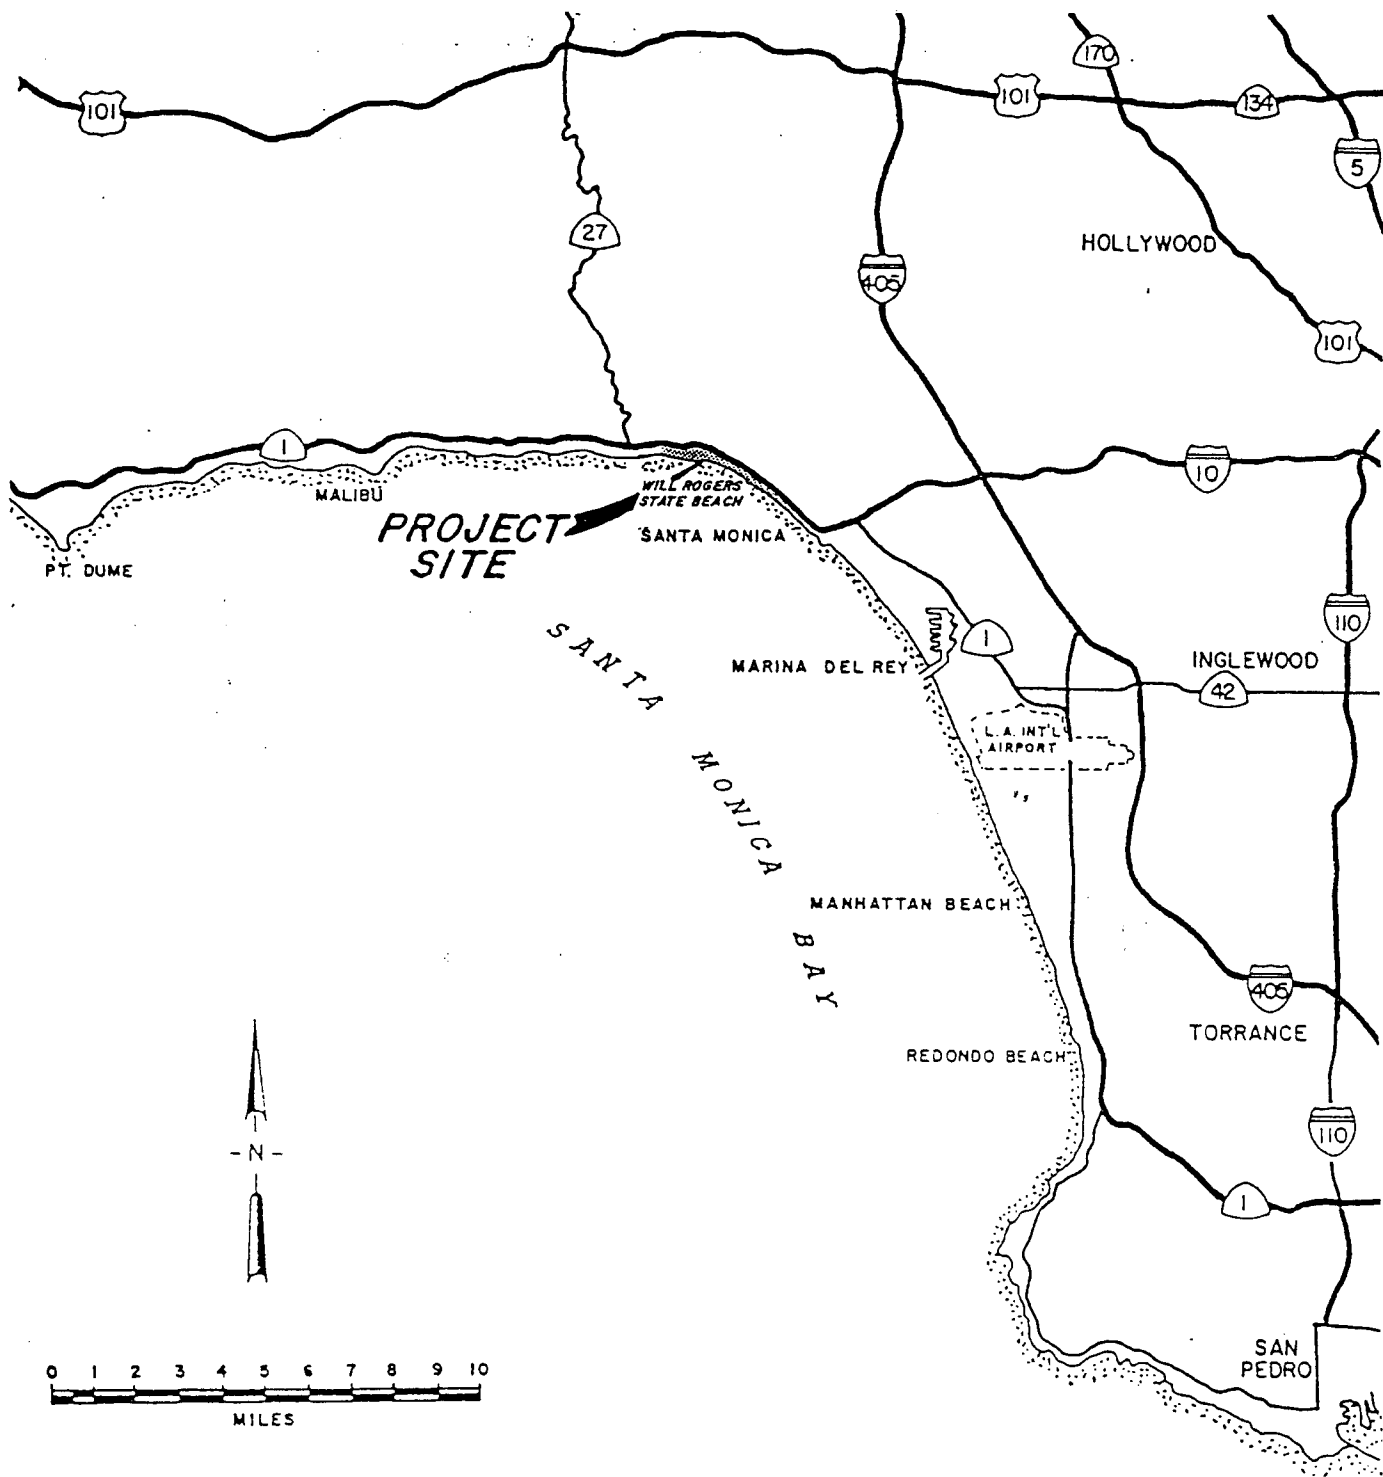 170
101
101
134
5
27
HOLLYWOOD
405
101
1
10
WILL ROGERS
STATE BEACH
MALIBU
PROJECT
SITE
SANTA MONICA
PT. DUME
110
SANTA MONICA BAY
1
MARINA DEL REY
INGLEWOOD
42
L.A. INT'L
AIRPORT
MANHATTAN BEACH
405
TORRANCE
REDONDO BEACH
110
-N-
1
SAN
PEDRO
0 1 2 3 4 5 6 7 8 9 10
MILES